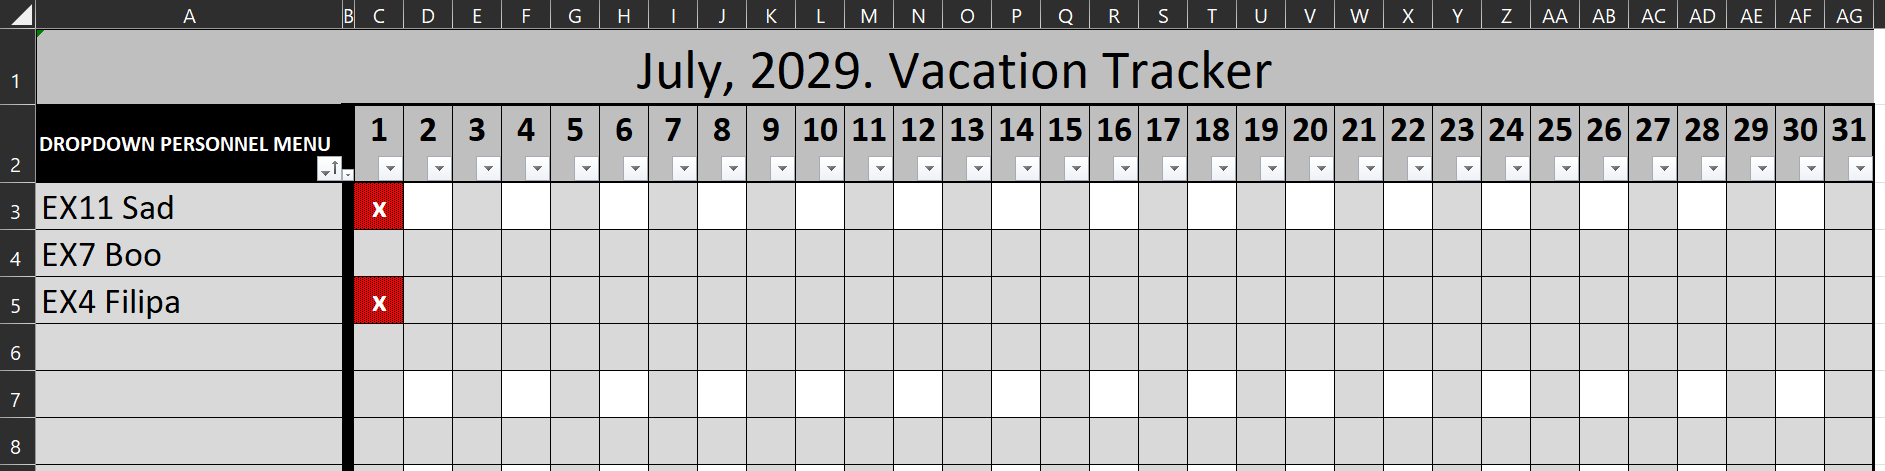 A B C D E F G H I J K L M N O P Q R S T U V W X Y Z AA AB AC AD AE AF AG
1 July, 2029. Vacation Tracker
2 DROPDOWN PERSONNEL MENU 1 2 3 4 5 6 7 8 9 10 11 12 13 14 15 16 17 18 19 20 21 22 23 24 25 26 27 28 29 30 31
3 EX11 Sad x
4 EX7 Boo
5 EX4 Filipa x
6
7
8